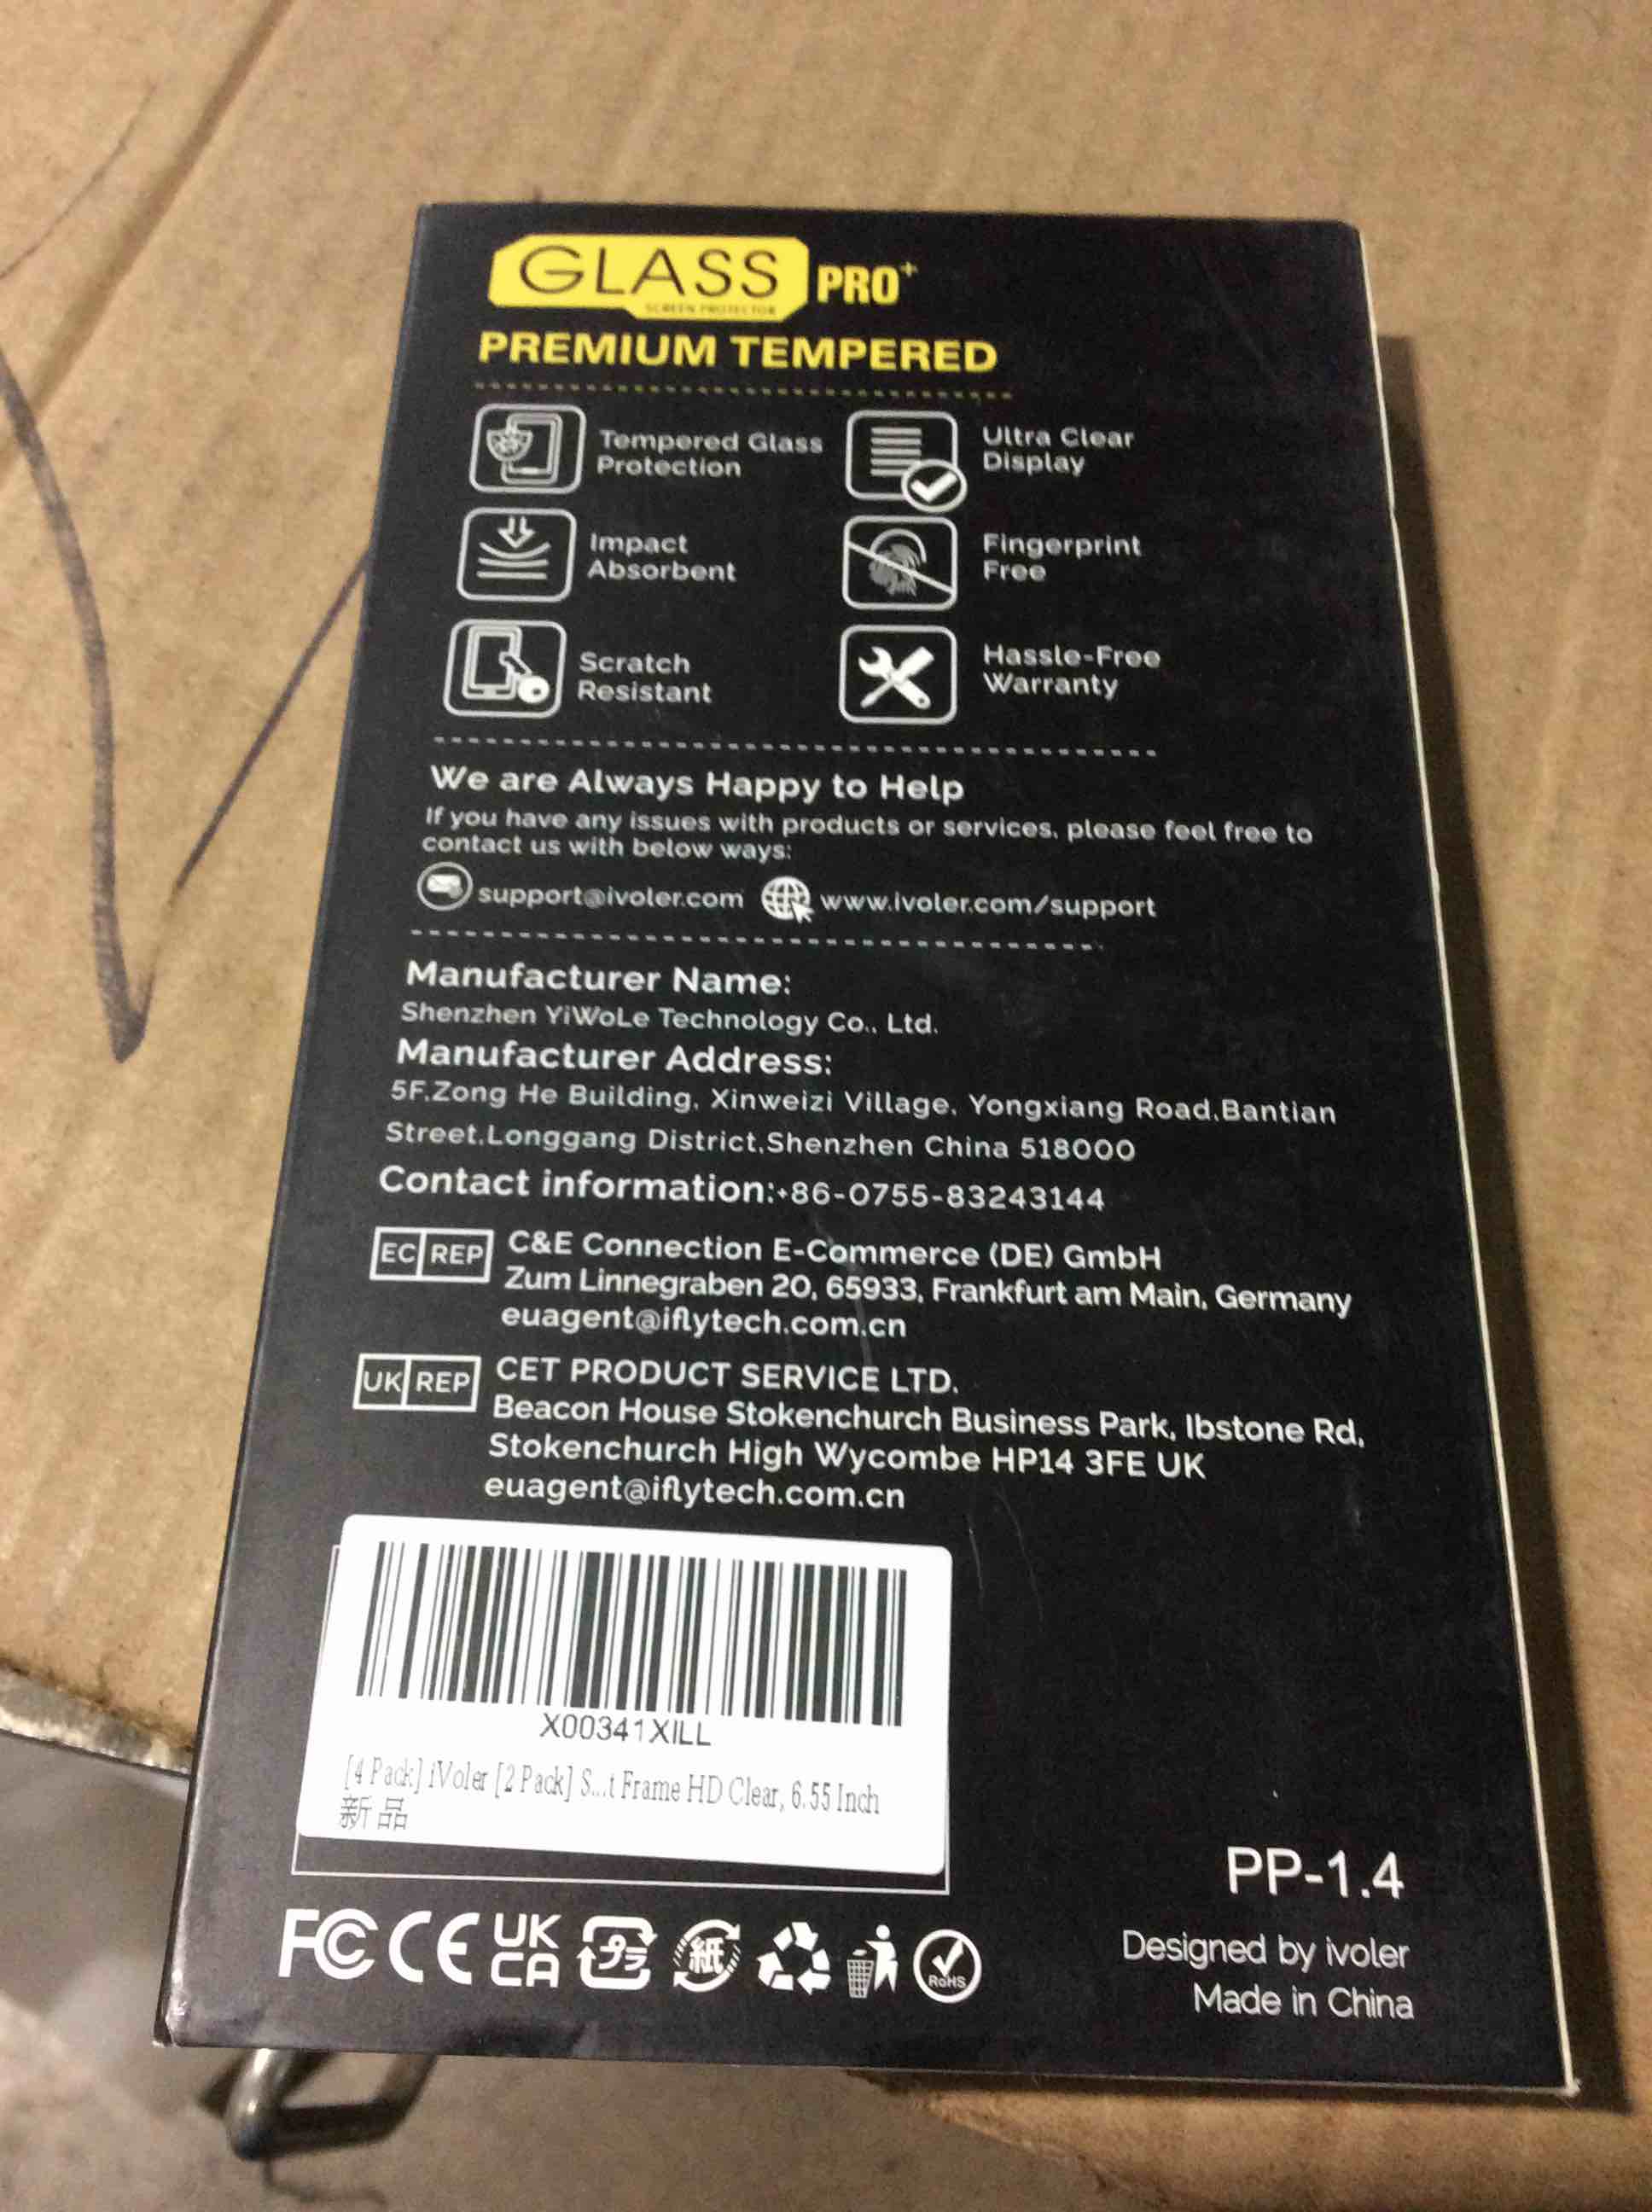 GLASS PRO+
SCREEN PROTECTOR
PREMIUM TEMPERED
Tempered Glass
Protection
Ultra Clear
Display
Impact
Absorbent
Fingerprint
Free
Scratch
Resistant
Hassle-Free
Warranty
We are Always Happy to Help
If you have any issues with products or services, please feel free to
contact us with below ways:
support@ivoler.com www.ivoler.com/support
Manufacturer Name:
Shenzhen YiWoLe Technology Co., Ltd.
Manufacturer Address:
5F,Zong He Building, Xinweizi Village, Yongxiang Road,Bantian
Street,Longgang District,Shenzhen China 518000
Contact information:+86-0755-83243144
EC REP C&E Connection E-Commerce (DE) GmbH
Zum Linnegraben 20, 65933, Frankfurt am Main, Germany
euagent@iflytech.com.cn
UK REP CET PRODUCT SERVICE LTD.
Beacon House Stokenchurch Business Park, Ibstone Rd,
Stokenchurch High Wycombe HP14 3FE UK
euagent@iflytech.com.cn
X00341XILL
[4 Pack] iVoler [2 Pack] S...t Frame HD Clear, 6.55 Inch
新品
PP-1.4
FC CE UK CA プラ 紙 RoHS
Designed by ivoler
Made in China